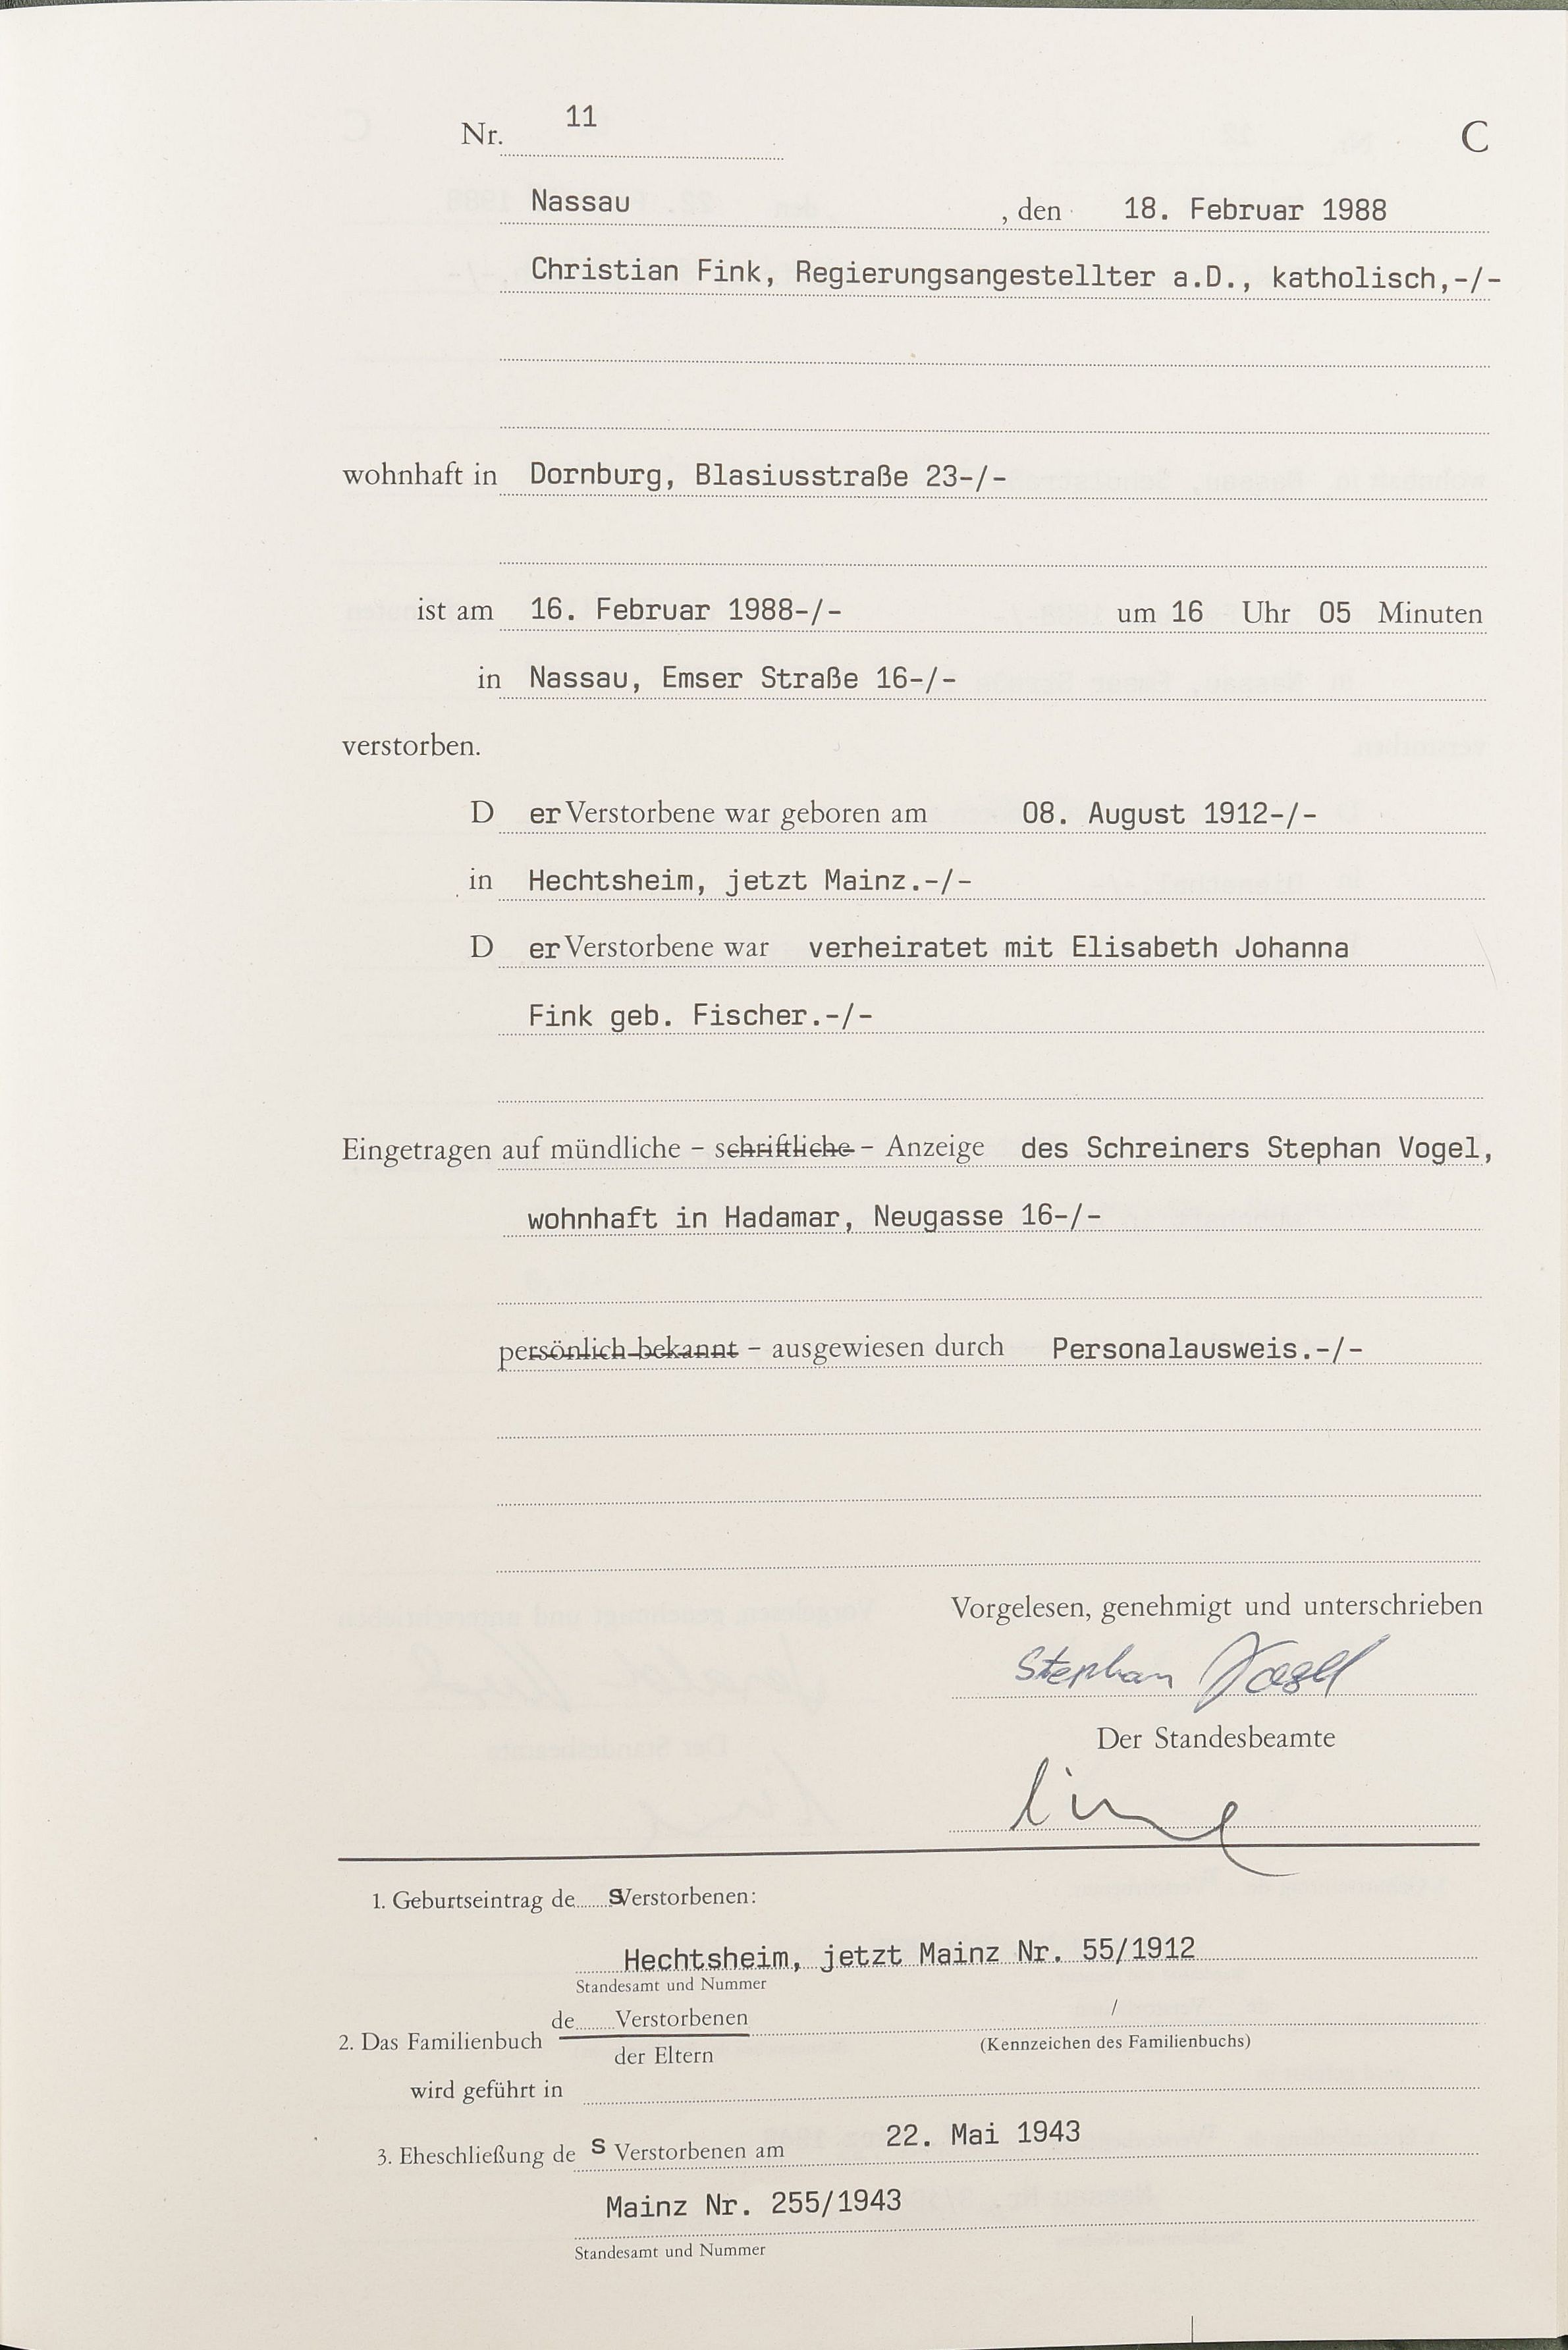 Nr. 11 C
Nassau , den 18. Februar 1988
Christian Fink, Regierungsangestellter a.D., katholisch,-/-
wohnhaft in Dornburg, Blasiusstraße 23-/-
ist am 16. Februar 1988-/- um 16 Uhr 05 Minuten
in Nassau, Emser Straße 16-/-
verstorben.
D er Verstorbene war geboren am 08. August 1912-/-
in Hechtsheim, jetzt Mainz.-/-
D er Verstorbene war verheiratet mit Elisabeth Johanna
Fink geb. Fischer.-/-
Eingetragen auf mündliche – schriftliche – Anzeige des Schreiners Stephan Vogel,
wohnhaft in Hadamar, Neugasse 16-/-
persönlich bekannt – ausgewiesen durch Personalausweis.-/-
Vorgelesen, genehmigt und unterschrieben
Stephan Vogel
Der Standesbeamte
1. Geburtseintrag de s Verstorbenen:
Hechtsheim, jetzt Mainz Nr. 55/1912
Standesamt und Nummer
de Verstorbenen /
2. Das Familienbuch (Kennzeichen des Familienbuchs)
der Eltern
wird geführt in
3. Eheschließung de s Verstorbenen am 22. Mai 1943
Mainz Nr. 255/1943
Standesamt und Nummer